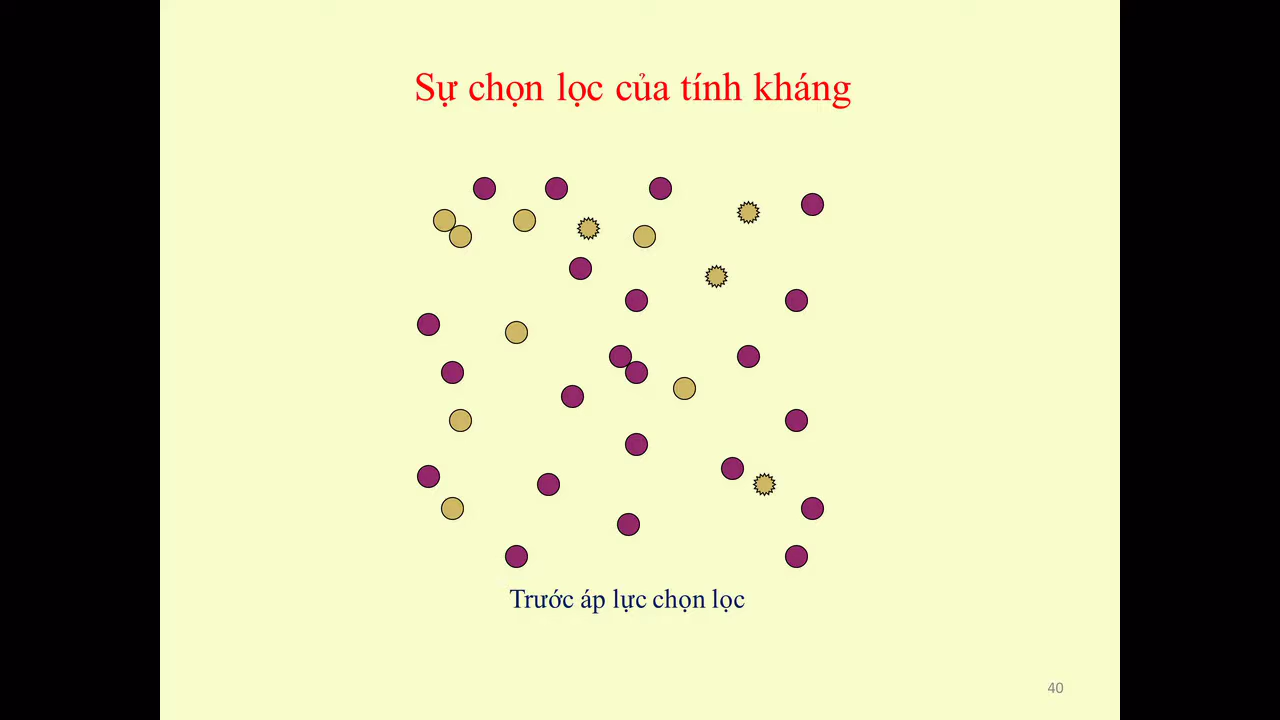 Sự chọn lọc của tính kháng
Trước áp lực chọn lọc
40